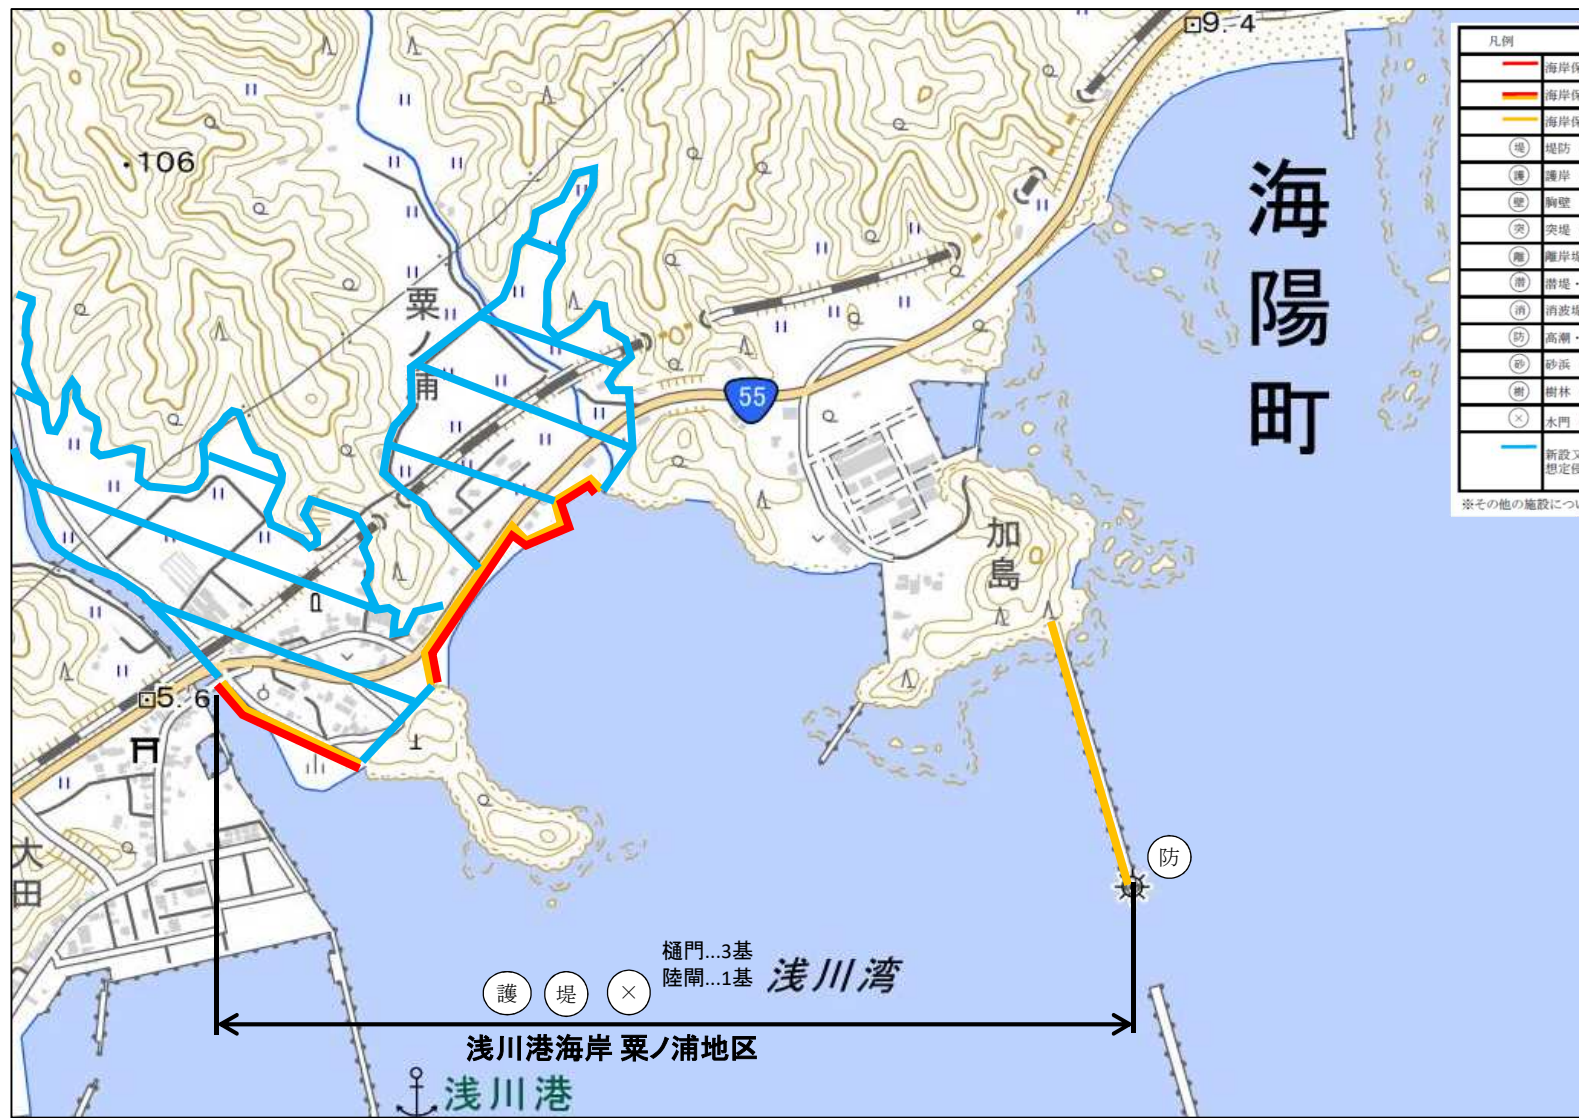 9.4
凡例
海岸保
海岸保
海岸保
堤 堤防
護 護岸
壁 胸壁
突 突堤
離 離岸堤
潜 潜堤・
消 消波堤
防 高潮・
砂 砂浜
樹 樹林
× 水門
新設又
想定侵
※その他の施設につい
・106
海陽町
粟ノ浦
55
加島
5.6
大田
防
樋門…3基
陸閘…1基
浅川湾
護 堤 ×
浅川港海岸 粟ノ浦地区
浅川港